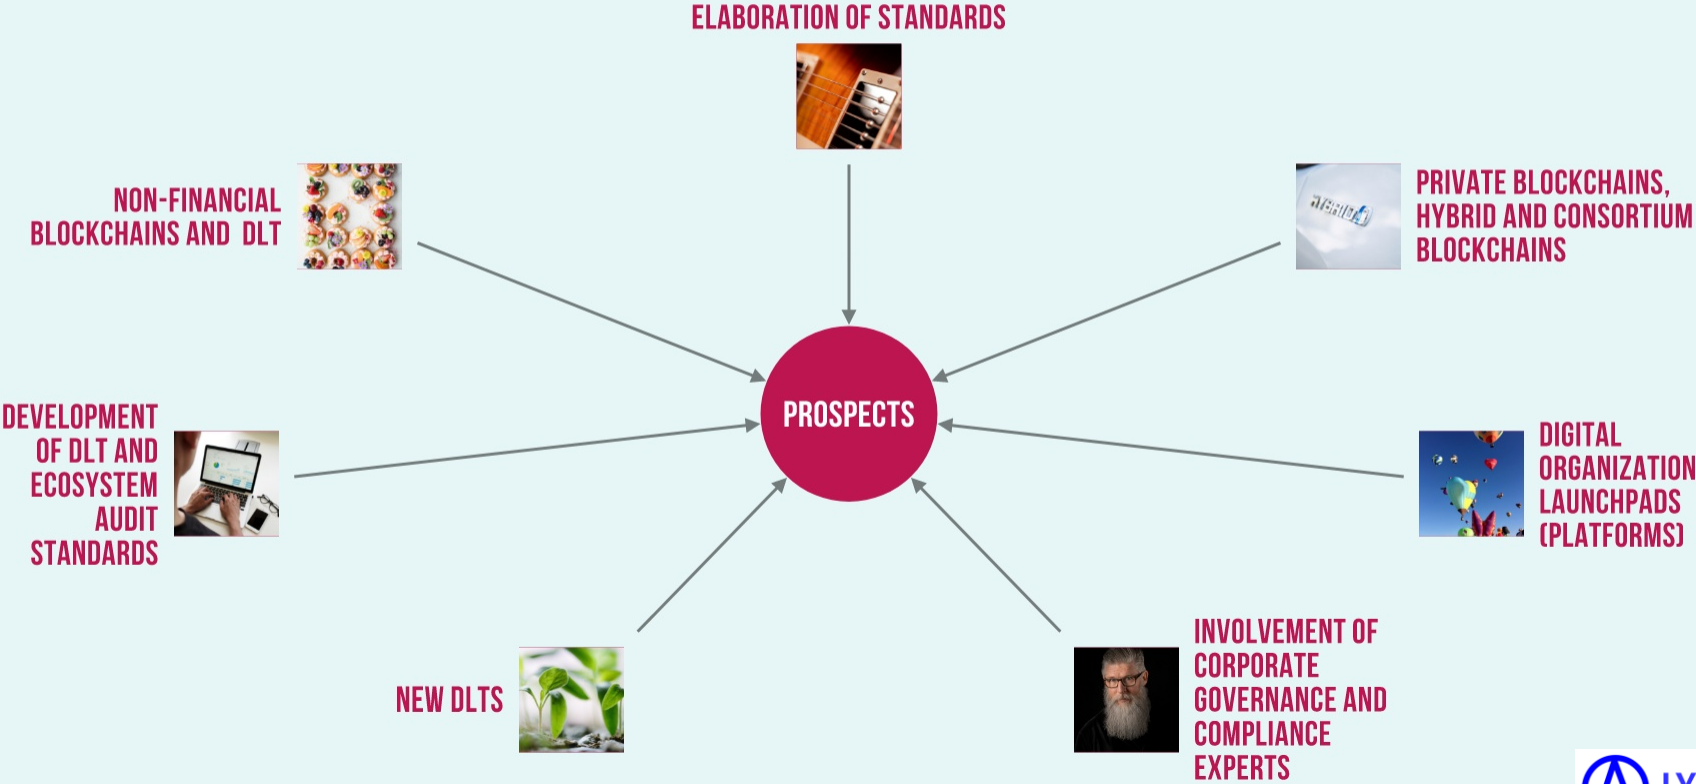 ELABORATION OF STANDARDS
NON-FINANCIAL
BLOCKCHAINS AND DLT
PRIVATE BLOCKCHAINS,
HYBRID AND CONSORTIUM
BLOCKCHAINS
HYBRID
PROSPECTS
DEVELOPMENT
OF DLT AND
ECOSYSTEM
AUDIT
STANDARDS
DIGITAL
ORGANIZATION
LAUNCHPADS
(PLATFORMS)
NEW DLTS
INVOLVEMENT OF
CORPORATE
GOVERNANCE AND
COMPLIANCE
EXPERTS